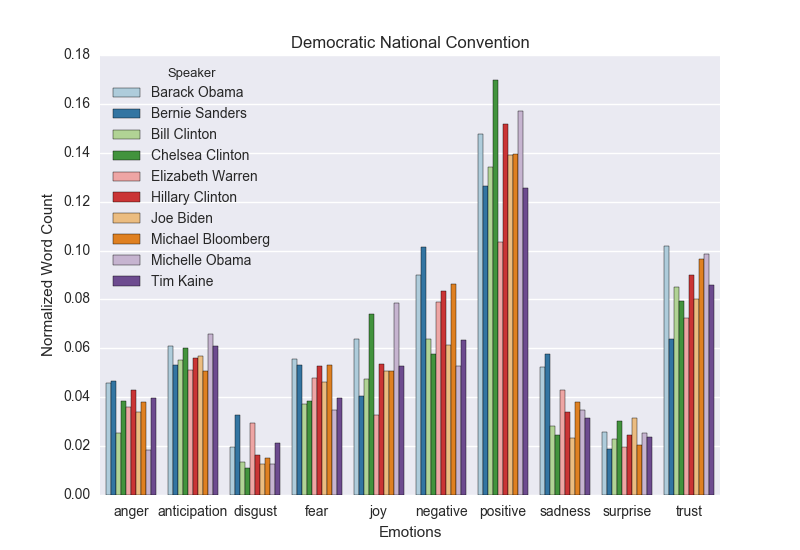 Democratic National Convention
0.18
0.16
0.14
0.12
0.10
0.08
0.06
0.04
0.02
0.00
Normalized Word Count
Speaker
Barack Obama
Bernie Sanders
Bill Clinton
Chelsea Clinton
Elizabeth Warren
Hillary Clinton
Joe Biden
Michael Bloomberg
Michelle Obama
Tim Kaine
anger anticipation disgust fear joy negative positive sadness surprise trust
Emotions